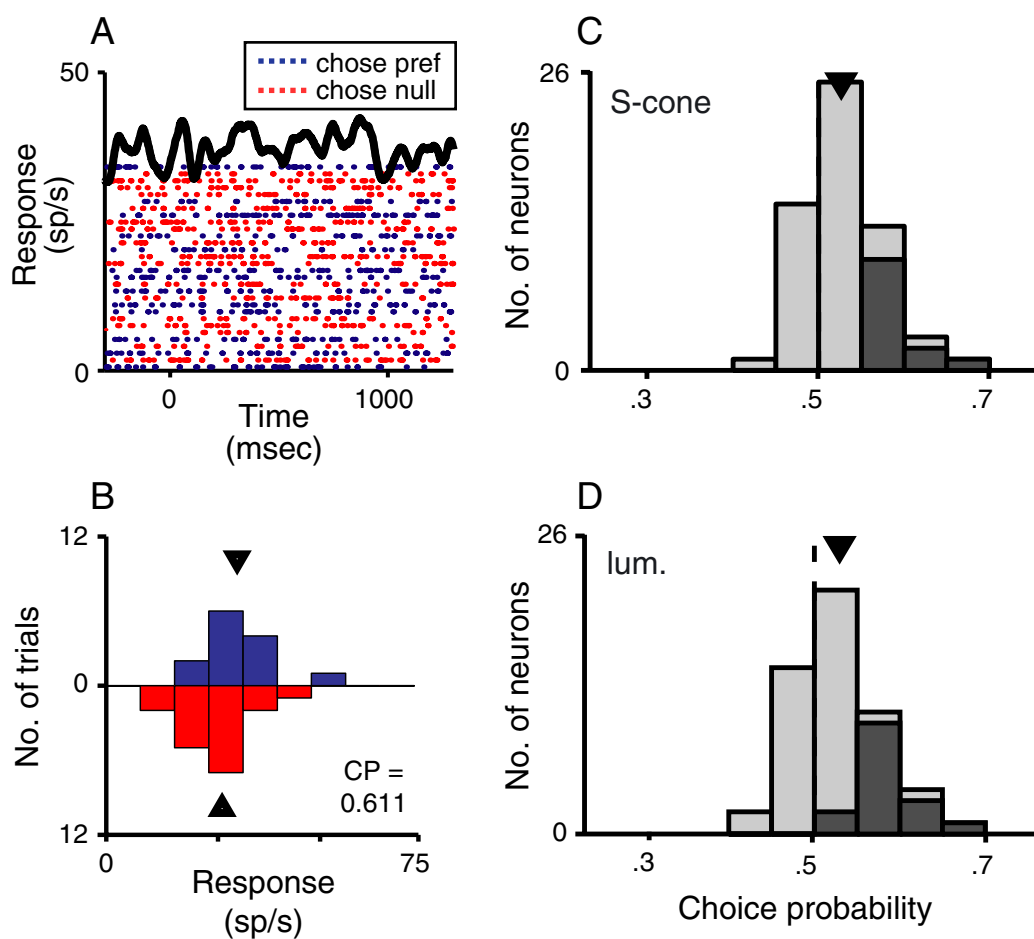 A
50
chose pref
chose null
Response
(sp/s)
0
0
1000
Time
(msec)
C
26
S-cone
No. of neurons
0
.3
.5
.7
B
12
No. of trials
0
CP =
0.611
12
0
75
Response
(sp/s)
D
26
lum.
No. of neurons
0
.3
.5
.7
Choice probability